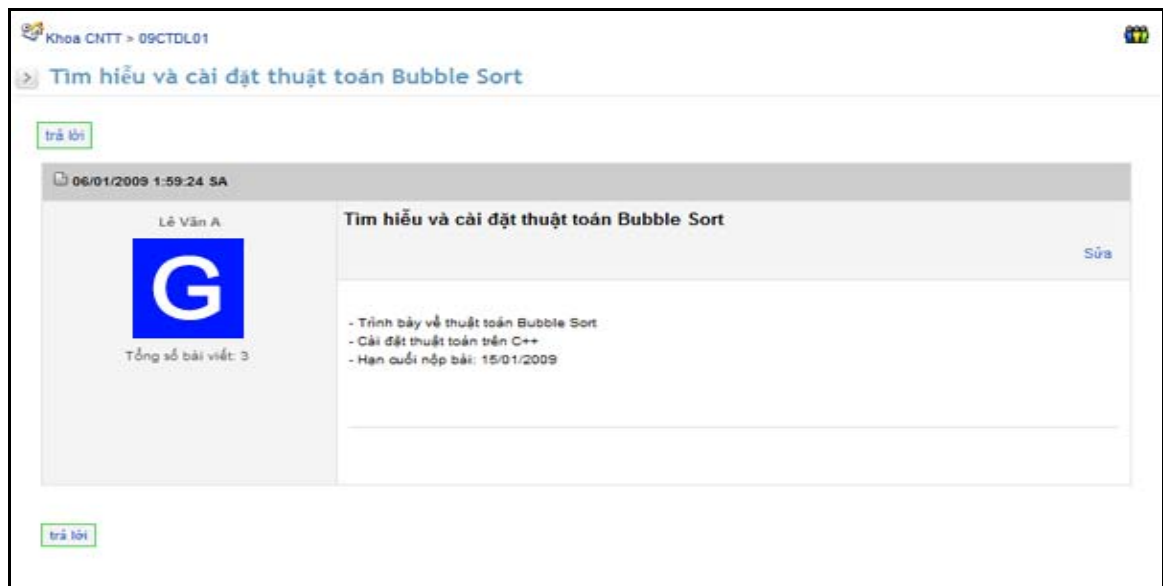 Khoa CNTT > 09CTDL01
Tìm hiểu và cài đặt thuật toán Bubble Sort
trả lời
06/01/2009 1:59:24 SA
Lê Văn A
Tìm hiểu và cài đặt thuật toán Bubble Sort
Sửa
G
- Trình bày về thuật toán Bubble Sort
- Cài đặt thuật toán trên C++
- Hạn cuối nộp bài: 15/01/2009
Tổng số bài viết: 3
trả lời